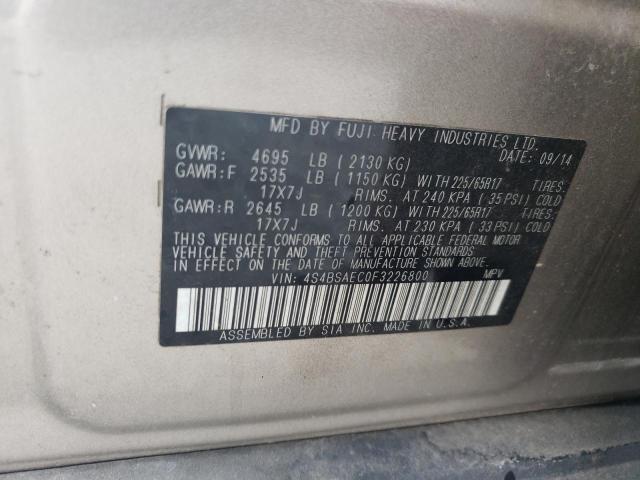 MFD BY FUJI HEAVY INDUSTRIES LTD.
GVWR: 4695 LB (2130 KG) DATE: 09/14
GAWR:F 2535 LB (1150 KG) WITH 225/65R17 TIRES.
17X7J RIMS. AT 240 KPA (35 PSI) COLD
GAWR:R 2645 LB (1200 KG) WITH 225/65R17 TIRES.
17X7J RIMS. AT 230 KPA (33 PSI) COLD
THIS VEHICLE CONFORMS TO ALL APPLICABLE FEDERAL MOTOR
VEHICLE SAFETY AND THEFT PREVENTION STANDARDS
IN EFFECT ON THE DATE OF MANUFACTURE SHOWN ABOVE.
VIN: 4S4BSAEC0F3226800 MPV
ASSEMBLED BY SIA INC. MADE IN U.S.A.